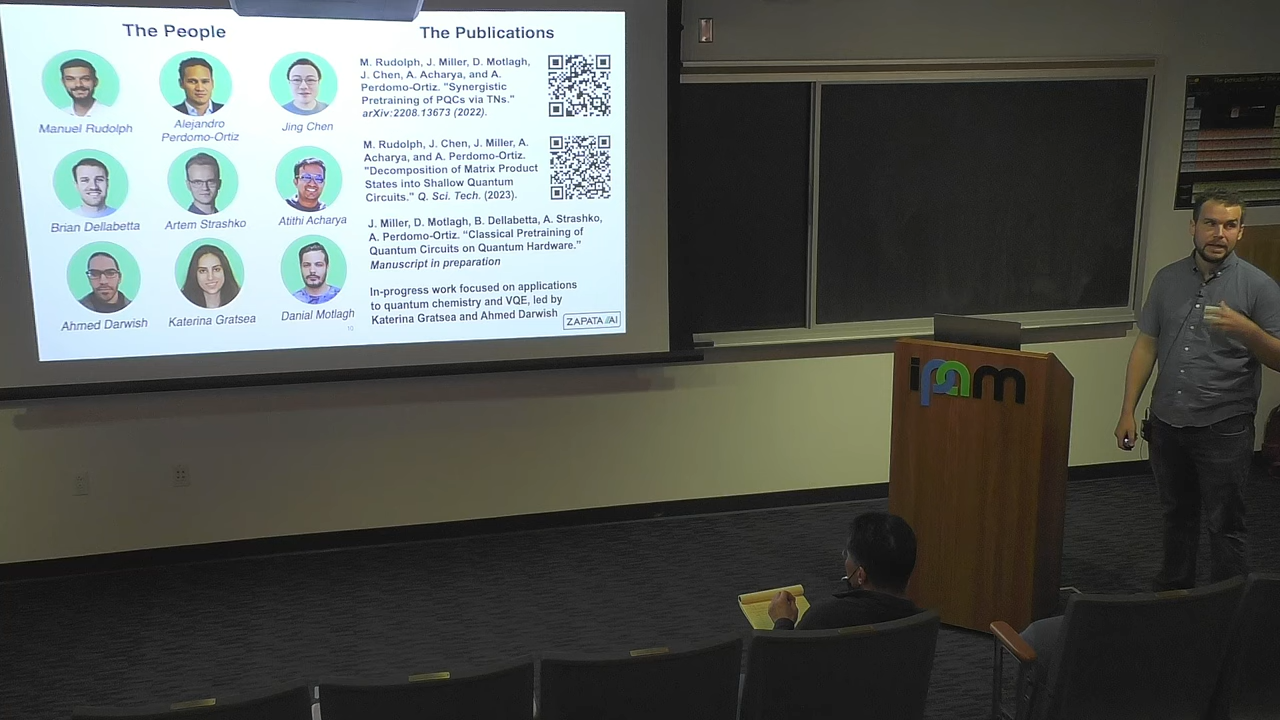 The People
Manuel Rudolph
Alejandro
Perdomo-Ortiz
Jing Chen
Brian Dellabetta
Artem Strashko
Atithi Acharya
Ahmed Darwish
Katerina Gratsea
Danial Motlagh
The Publications
M. Rudolph, J. Miller, D. Motlagh,
J. Chen, A. Acharya, and A.
Perdomo-Ortiz. "Synergistic
Pretraining of PQCs via TNs."
arXiv:2208.13673 (2022).
M. Rudolph, J. Chen, J. Miller, A.
Acharya, and A. Perdomo-Ortiz.
"Decomposition of Matrix Product
States into Shallow Quantum
Circuits." Q. Sci. Tech. (2023).
J. Miller, D. Motlagh, B. Dellabetta, A. Strashko,
A. Perdomo-Ortiz. “Classical Pretraining of
Quantum Circuits on Quantum Hardware.”
Manuscript in preparation
In-progress work focused on applications
to quantum chemistry and VQE, led by
Katerina Gratsea and Ahmed Darwish
ZAPATA //AI
ipam